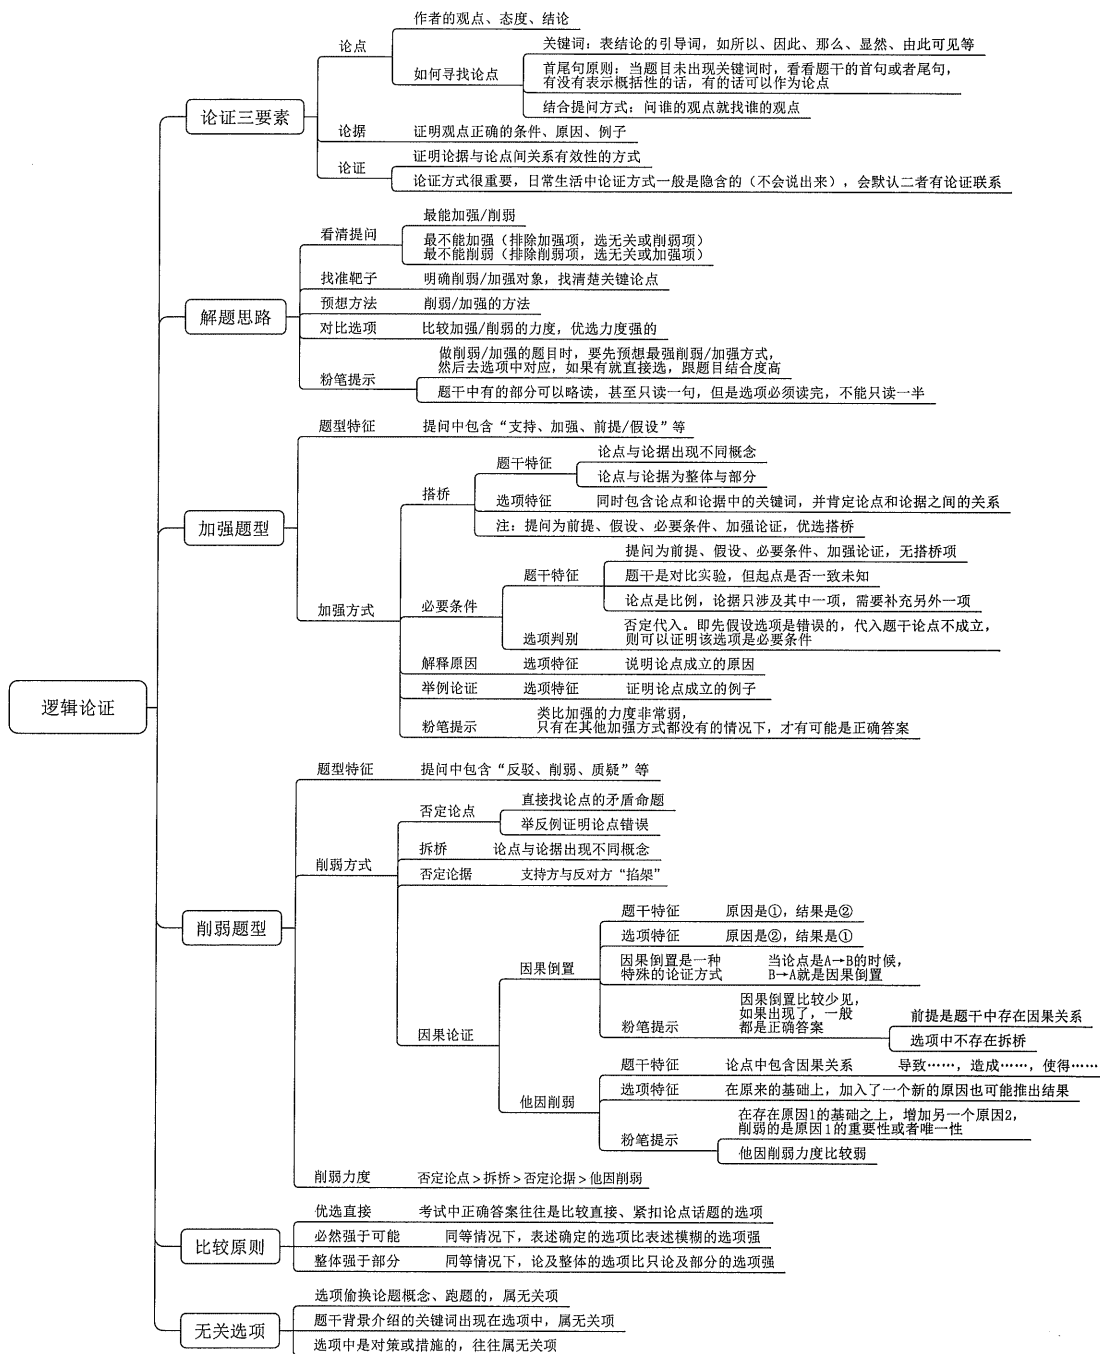 逻辑论证
论证三要素
论点
作者的观点、态度、结论
如何寻找论点
关键词：表结论的引导词，如所以、因此、那么、显然、由此可见等
首尾句原则：当题目未出现关键词时，看看题干的首句或者尾句，
有没有表示概括性的话，有的话可以作为论点
结合提问方式：问谁的观点就找谁的观点
论据
证明观点正确的条件、原因、例子
论证
证明论据与论点间关系有效性的方式
论证方式很重要，日常生活中论证方式一般是隐含的（不会说出来），会默认二者有论证联系
解题思路
看清提问
最能加强/削弱
最不能加强（排除加强项，选无关或削弱项）
最不能削弱（排除削弱项，选无关或加强项）
找准靶子
明确削弱/加强对象，找清楚关键论点
预想方法
削弱/加强的方法
对比选项
比较加强/削弱的力度，优选力度强的
粉笔提示
做削弱/加强的题目时，要先预想最强削弱/加强方式，
然后去选项中对应，如果有就直接选，跟题目结合度高
题干中有的部分可以略读，甚至只读一句，但是选项必须读完，不能只读一半
加强题型
题型特征
提问中包含“支持、加强、前提/假设”等
加强方式
搭桥
题干特征
论点与论据出现不同概念
论点与论据为整体与部分
选项特征
同时包含论点和论据中的关键词，并肯定论点和论据之间的关系
注：提问为前提、假设、必要条件、加强论证，优选搭桥
必要条件
题干特征
提问为前提、假设、必要条件、加强论证，无搭桥项
题干是对比实验，但起点是否一致未知
论点是比例，论据只涉及其中一项，需要补充另外一项
选项判别
否定代入。即先假设选项是错误的，代入题干论点不成立，
则可以证明该选项是必要条件
解释原因
选项特征
说明论点成立的原因
举例论证
选项特征
证明论点成立的例子
粉笔提示
类比加强的力度非常弱，
只有在其他加强方式都没有的情况下，才有可能是正确答案
削弱题型
题型特征
提问中包含“反驳、削弱、质疑”等
削弱方式
否定论点
直接找论点的矛盾命题
举反例证明论点错误
拆桥
论点与论据出现不同概念
否定论据
支持方与反对方“掐架”
因果论证
因果倒置
题干特征
原因是①，结果是②
选项特征
原因是②，结果是①
因果倒置是一种
特殊的论证方式
当论点是A→B的时候，
B→A就是因果倒置
粉笔提示
因果倒置比较少见，
如果出现了，一般
都是正确答案
前提是题干中存在因果关系
选项中不存在拆桥
他因削弱
题干特征
论点中包含因果关系
导致……，造成……，使得……
选项特征
在原来的基础上，加入了一个新的原因也可能推出结果
粉笔提示
在存在原因1的基础之上，增加另一个原因2，
削弱的是原因1的重要性或者唯一性
他因削弱力度比较弱
削弱力度
否定论点＞拆桥＞否定论据＞他因削弱
比较原则
优选直接
考试中正确答案往往是比较直接、紧扣论点话题的选项
必然强于可能
同等情况下，表述确定的选项比表述模糊的选项强
整体强于部分
同等情况下，论及整体的选项比只论及部分的选项强
无关选项
选项偷换论题概念、跑题的，属无关项
题干背景介绍的关键词出现在选项中，属无关项
选项中是对策或措施的，往往属无关项